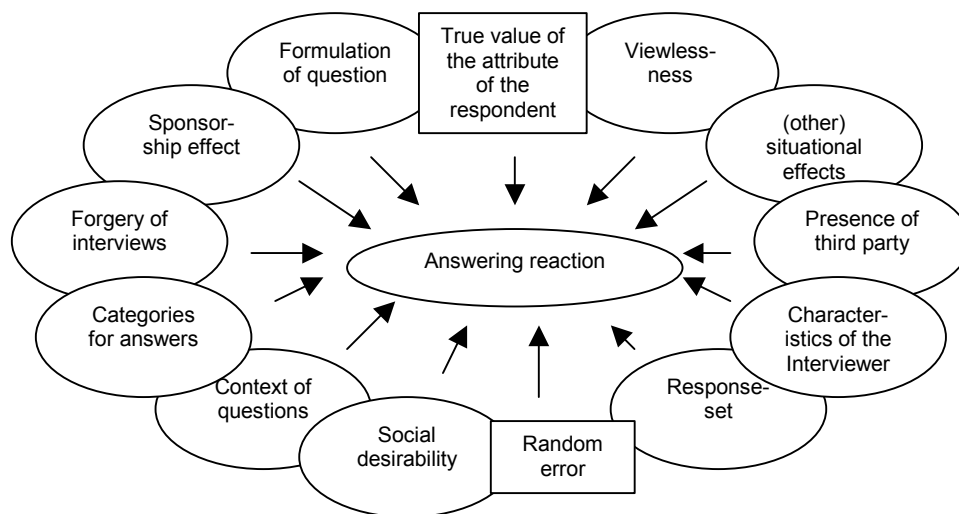 Formulation
of question
True value of
the attribute
of the
respondent
Viewless-
ness
Sponsor-
ship effect
(other)
situational
effects
Forgery of
interviews
Presence of
third party
Answering reaction
Categories
for answers
Character-
istics of the
Interviewer
Context of
questions
Response-
set
Social
desirability
Random
error